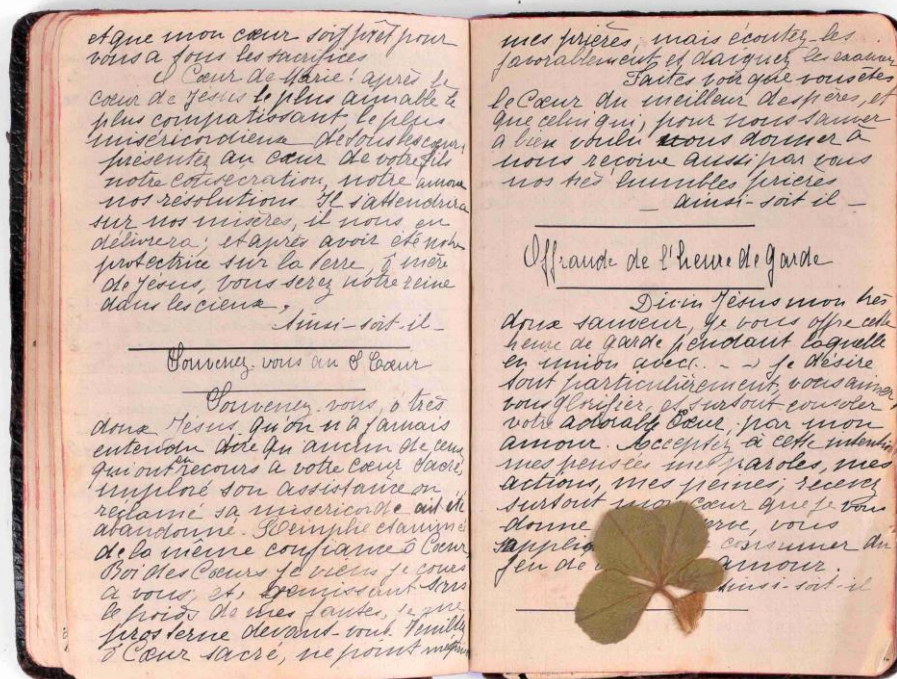 et que mon cœur soit prêt pour
vous a tous les sacrifices
O Cœur de Marie! après le
cœur de Jésus le plus aimable le
plus compatissant, le plus
miséricordieux de tous les cœurs
présentez au cœur de votre fils
notre consécration, notre amour
nos résolutions. Il s'attendrira
sur nos misères, il nous en
délivrera; et après avoir été notre
protectrice sur la terre, ô mère
de Jésus, vous serez notre reine
dans les cieux,
Ainsi-soit-il-
Souvenez-vous au S Cœur
Souvenez-vous, ô très
doux Jésus, qu'on n'a jamais
entendu dire qu'aucun de ceux
qui ont eu recours a votre cœur sacré
imploré son assistance ou
réclamé sa miséricorde ait été
abandonné. Remplie et animé
de la même confiance ô Cœur,
Roi des Cœurs je viens je cours
a vous, et, gémissant sous
le poids de mes fautes, je me
prosterne devant-vous. Veuillez
ô Cœur sacré, ne point mépriser
mes prières, mais écoutez-les
favorablement et daignez les exaucer
Faites voir que vous êtes
le Cœur du meilleur des pères, et
que celui qui, pour nous sauver
a bien voulu vous donner à
nous reçoive aussi par vous
nos très humbles prières
_ ainsi-soit il _
Offrande de l'heure de Garde
Divin Jésus mon très
doux sauveur, je vous offre cette
heure de garde pendant laquelle
en union avec... - - je désire
tout particulièrement, vous aimer,
vous glorifier, et surtout consoler
votre adorable Cœur, par mon
amour. Acceptez à cette intention
mes pensées mes paroles, mes
actions, mes peines; recevez
surtout mon cœur que je vous
donne erve, vous
suppli consumer du
feu de amour.
Ainsi-soit-il